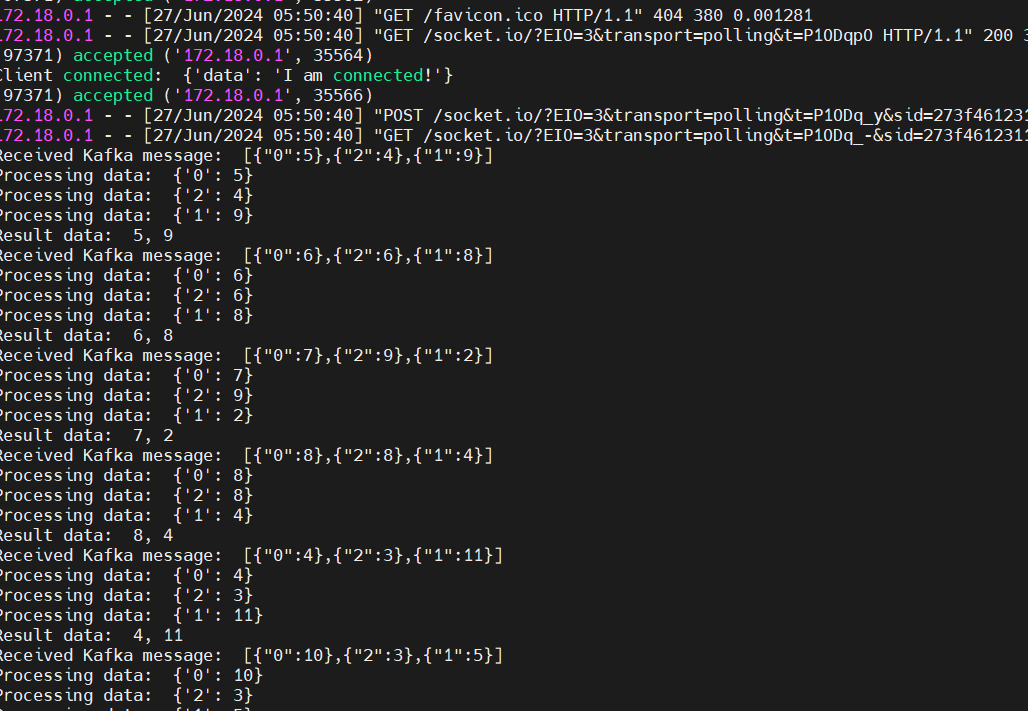 172.18.0.1 - - [27/Jun/2024 05:50:40] "GET /favicon.ico HTTP/1.1" 404 380 0.001281
172.18.0.1 - - [27/Jun/2024 05:50:40] "GET /socket.io/?EIO=3&transport=polling&t=P1ODqpO HTTP/1.1" 200 3
97371) accepted ('172.18.0.1', 35564)
Client connected:  {'data': 'I am connected!'}
97371) accepted ('172.18.0.1', 35566)
172.18.0.1 - - [27/Jun/2024 05:50:40] "POST /socket.io/?EIO=3&transport=polling&t=P1ODq_y&sid=273f461231
172.18.0.1 - - [27/Jun/2024 05:50:40] "GET /socket.io/?EIO=3&transport=polling&t=P1ODq_-&sid=273f4612311
Received Kafka message:  [{"0":5},{"2":4},{"1":9}]
Processing data:  {'0': 5}
Processing data:  {'2': 4}
Processing data:  {'1': 9}
Result data:  5, 9
Received Kafka message:  [{"0":6},{"2":6},{"1":8}]
Processing data:  {'0': 6}
Processing data:  {'2': 6}
Processing data:  {'1': 8}
Result data:  6, 8
Received Kafka message:  [{"0":7},{"2":9},{"1":2}]
Processing data:  {'0': 7}
Processing data:  {'2': 9}
Processing data:  {'1': 2}
Result data:  7, 2
Received Kafka message:  [{"0":8},{"2":8},{"1":4}]
Processing data:  {'0': 8}
Processing data:  {'2': 8}
Processing data:  {'1': 4}
Result data:  8, 4
Received Kafka message:  [{"0":4},{"2":3},{"1":11}]
Processing data:  {'0': 4}
Processing data:  {'2': 3}
Processing data:  {'1': 11}
Result data:  4, 11
Received Kafka message:  [{"0":10},{"2":3},{"1":5}]
Processing data:  {'0': 10}
Processing data:  {'2': 3}